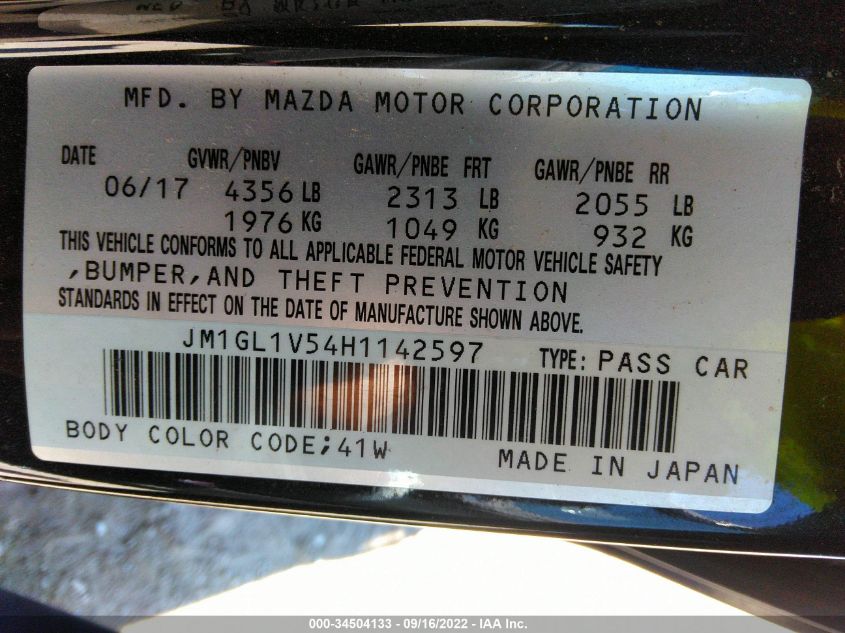 MFD. BY MAZDA MOTOR CORPORATION
DATE GVWR/PNBV GAWR/PNBE FRT GAWR/PNBE RR
06/17 4356 LB 2313 LB 2055 LB
1976 KG 1049 KG 932 KG
THIS VEHICLE CONFORMS TO ALL APPLICABLE FEDERAL MOTOR VEHICLE SAFETY
,BUMPER,AND THEFT PREVENTION
STANDARDS IN EFFECT ON THE DATE OF MANUFACTURE SHOWN ABOVE.
JM1GL1V54H1142597 TYPE: PASS CAR
BODY COLOR CODE;41W
MADE IN JAPAN
000-34504133 - 09/16/2022 - IAA Inc.